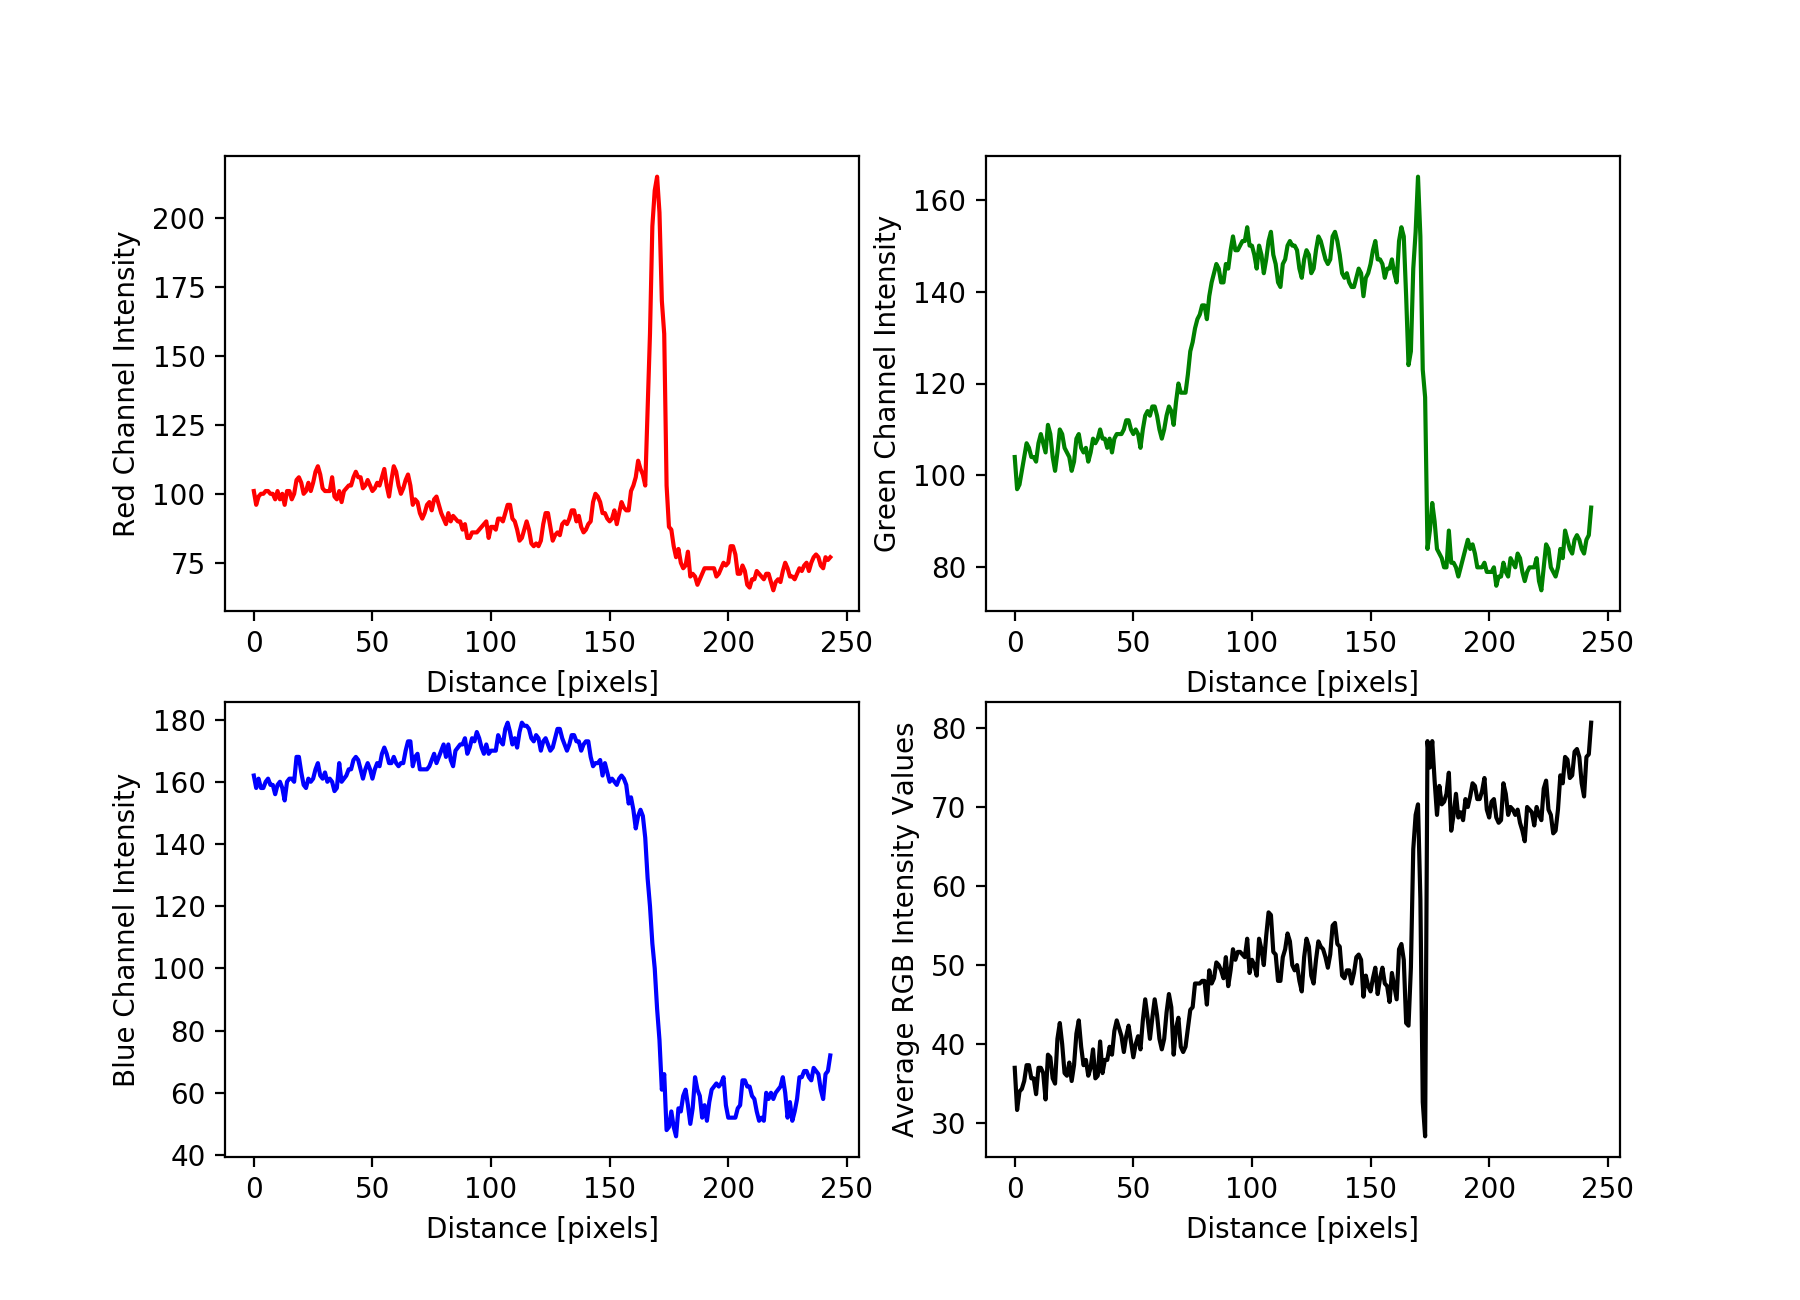 Red Channel Intensity
200
175
150
125
100
75
0 50 100 150 200 250
Distance [pixels]
Green Channel Intensity
160
140
120
100
80
0 50 100 150 200 250
Distance [pixels]
Blue Channel Intensity
180
160
140
120
100
80
60
40
0 50 100 150 200 250
Distance [pixels]
Average RGB Intensity Values
80
70
60
50
40
30
0 50 100 150 200 250
Distance [pixels]